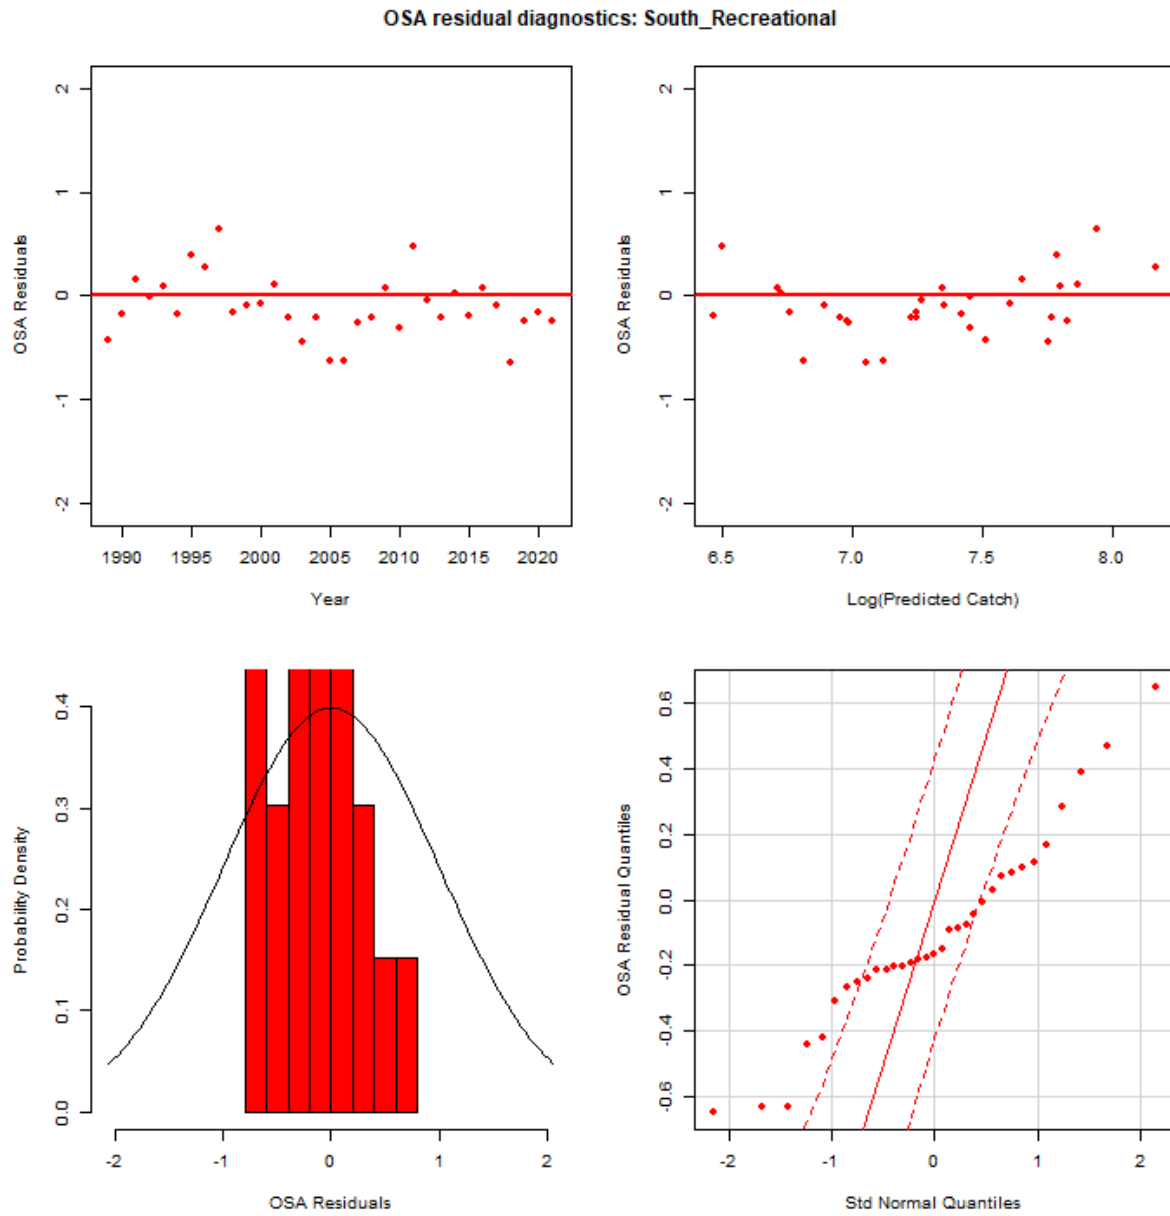 OSA residual diagnostics: South_Recreational
2
1
0
-1
-2
OSA Residuals
1990 1995 2000 2005 2010 2015 2020
Year
2
1
0
-1
-2
OSA Residuals
6.5 7.0 7.5 8.0
Log(Predicted Catch)
0.4
0.3
0.2
0.1
0.0
Probability Density
-2 -1 0 1 2
OSA Residuals
0.6
0.4
0.2
0.0
-0.2
-0.4
-0.6
OSA Residual Quantiles
-2 -1 0 1 2
Std Normal Quantiles